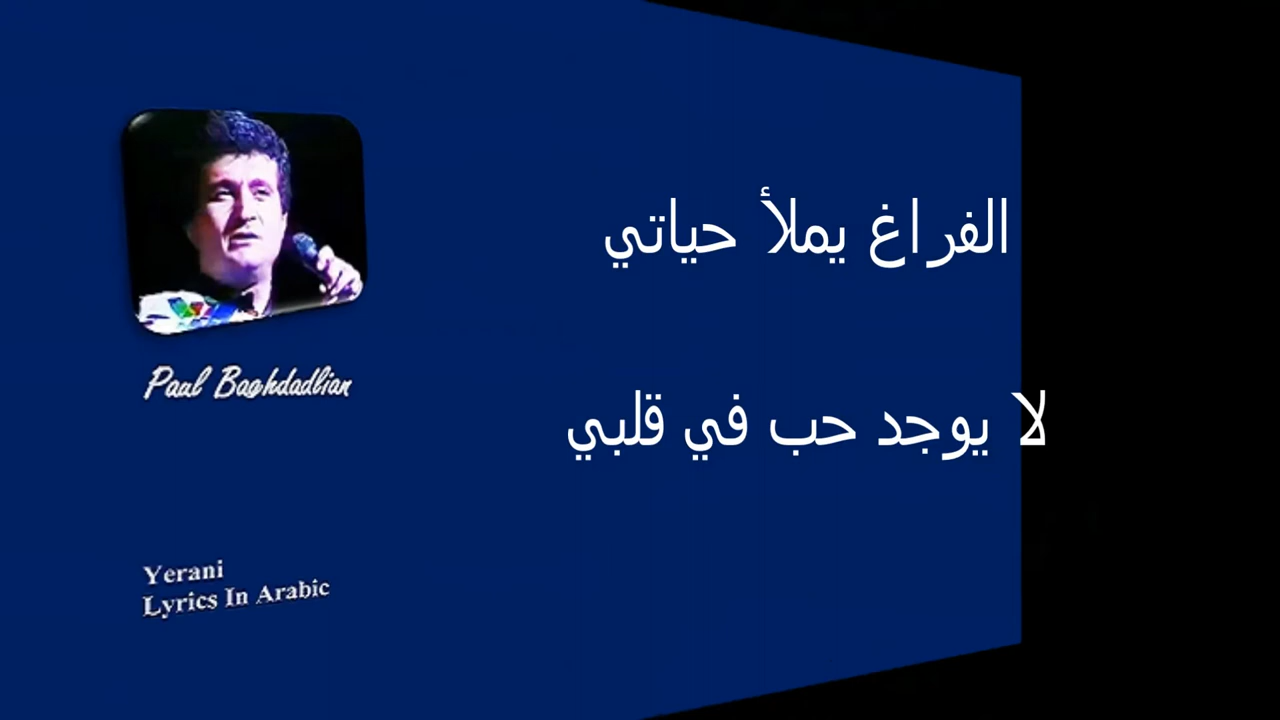 الفراغ يملأ حياتي
لا يوجد حب في قلبي
Paul Baghdadlian
Yerani
Lyrics In Arabic